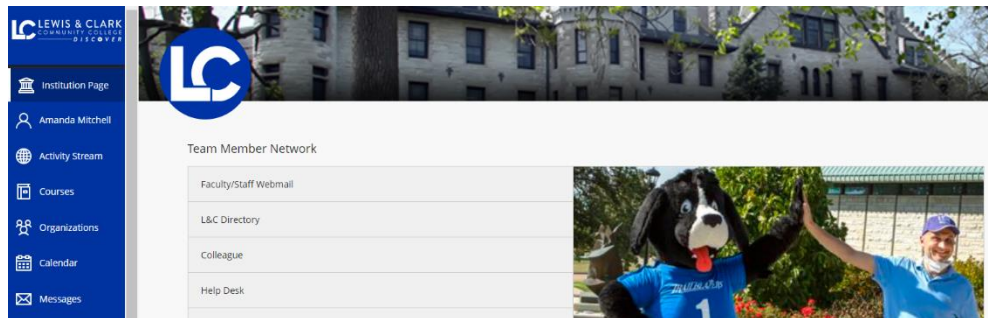 LC LEWIS & CLARK
COMMUNITY COLLEGE
DISCOVER
Institution Page
Amanda Mitchell
Activity Stream
Courses
Organizations
Calendar
Messages
LC
Team Member Network
Faculty/Staff Webmail
L&C Directory
Colleague
Help Desk
TRAILBLAZERS
1